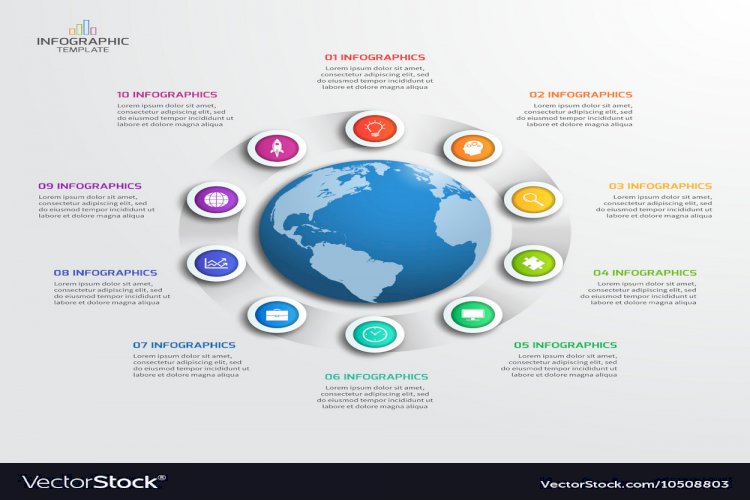 INFOGRAPHIC
TEMPLATE
01 INFOGRAPHICS
Lorem ipsum dolor sit amet,
consectetur adipiscing elit,
sed do eiusmod tempor
incididunt ut labore et
dolore magna aliqua
02 INFOGRAPHICS
Lorem ipsum dolor sit amet,
consectetur adipiscing elit, sed do
eiusmod tempor incididunt ut
labore et dolore magna aliqua
03 INFOGRAPHICS
Lorem ipsum dolor sit amet,
consectetur adipiscing elit, sed do
eiusmod tempor incididunt ut
labore et dolore magna aliqua
04 INFOGRAPHICS
Lorem ipsum dolor sit amet,
consectetur adipiscing elit, sed do
eiusmod tempor incididunt ut
labore et dolore magna aliqua
05 INFOGRAPHICS
Lorem ipsum dolor sit amet,
consectetur adipiscing elit, sed do
eiusmod tempor incididunt ut
labore et dolore magna aliqua
06 INFOGRAPHICS
Lorem ipsum dolor sit amet,
consectetur adipiscing elit, sed do
eiusmod tempor incididunt ut
labore et dolore magna aliqua
07 INFOGRAPHICS
Lorem ipsum dolor sit amet,
consectetur adipiscing elit, sed do
eiusmod tempor incididunt ut
labore et dolore magna aliqua
08 INFOGRAPHICS
Lorem ipsum dolor sit amet,
consectetur adipiscing elit, sed do
eiusmod tempor incididunt ut
labore et dolore magna aliqua
09 INFOGRAPHICS
Lorem ipsum dolor sit amet,
consectetur adipiscing elit, sed do
eiusmod tempor incididunt ut
labore et dolore magna aliqua
10 INFOGRAPHICS
Lorem ipsum dolor sit amet,
consectetur adipiscing elit, sed do
eiusmod tempor incididunt ut
labore et dolore magna aliqua
VectorStock®
VectorStock.com/10508803